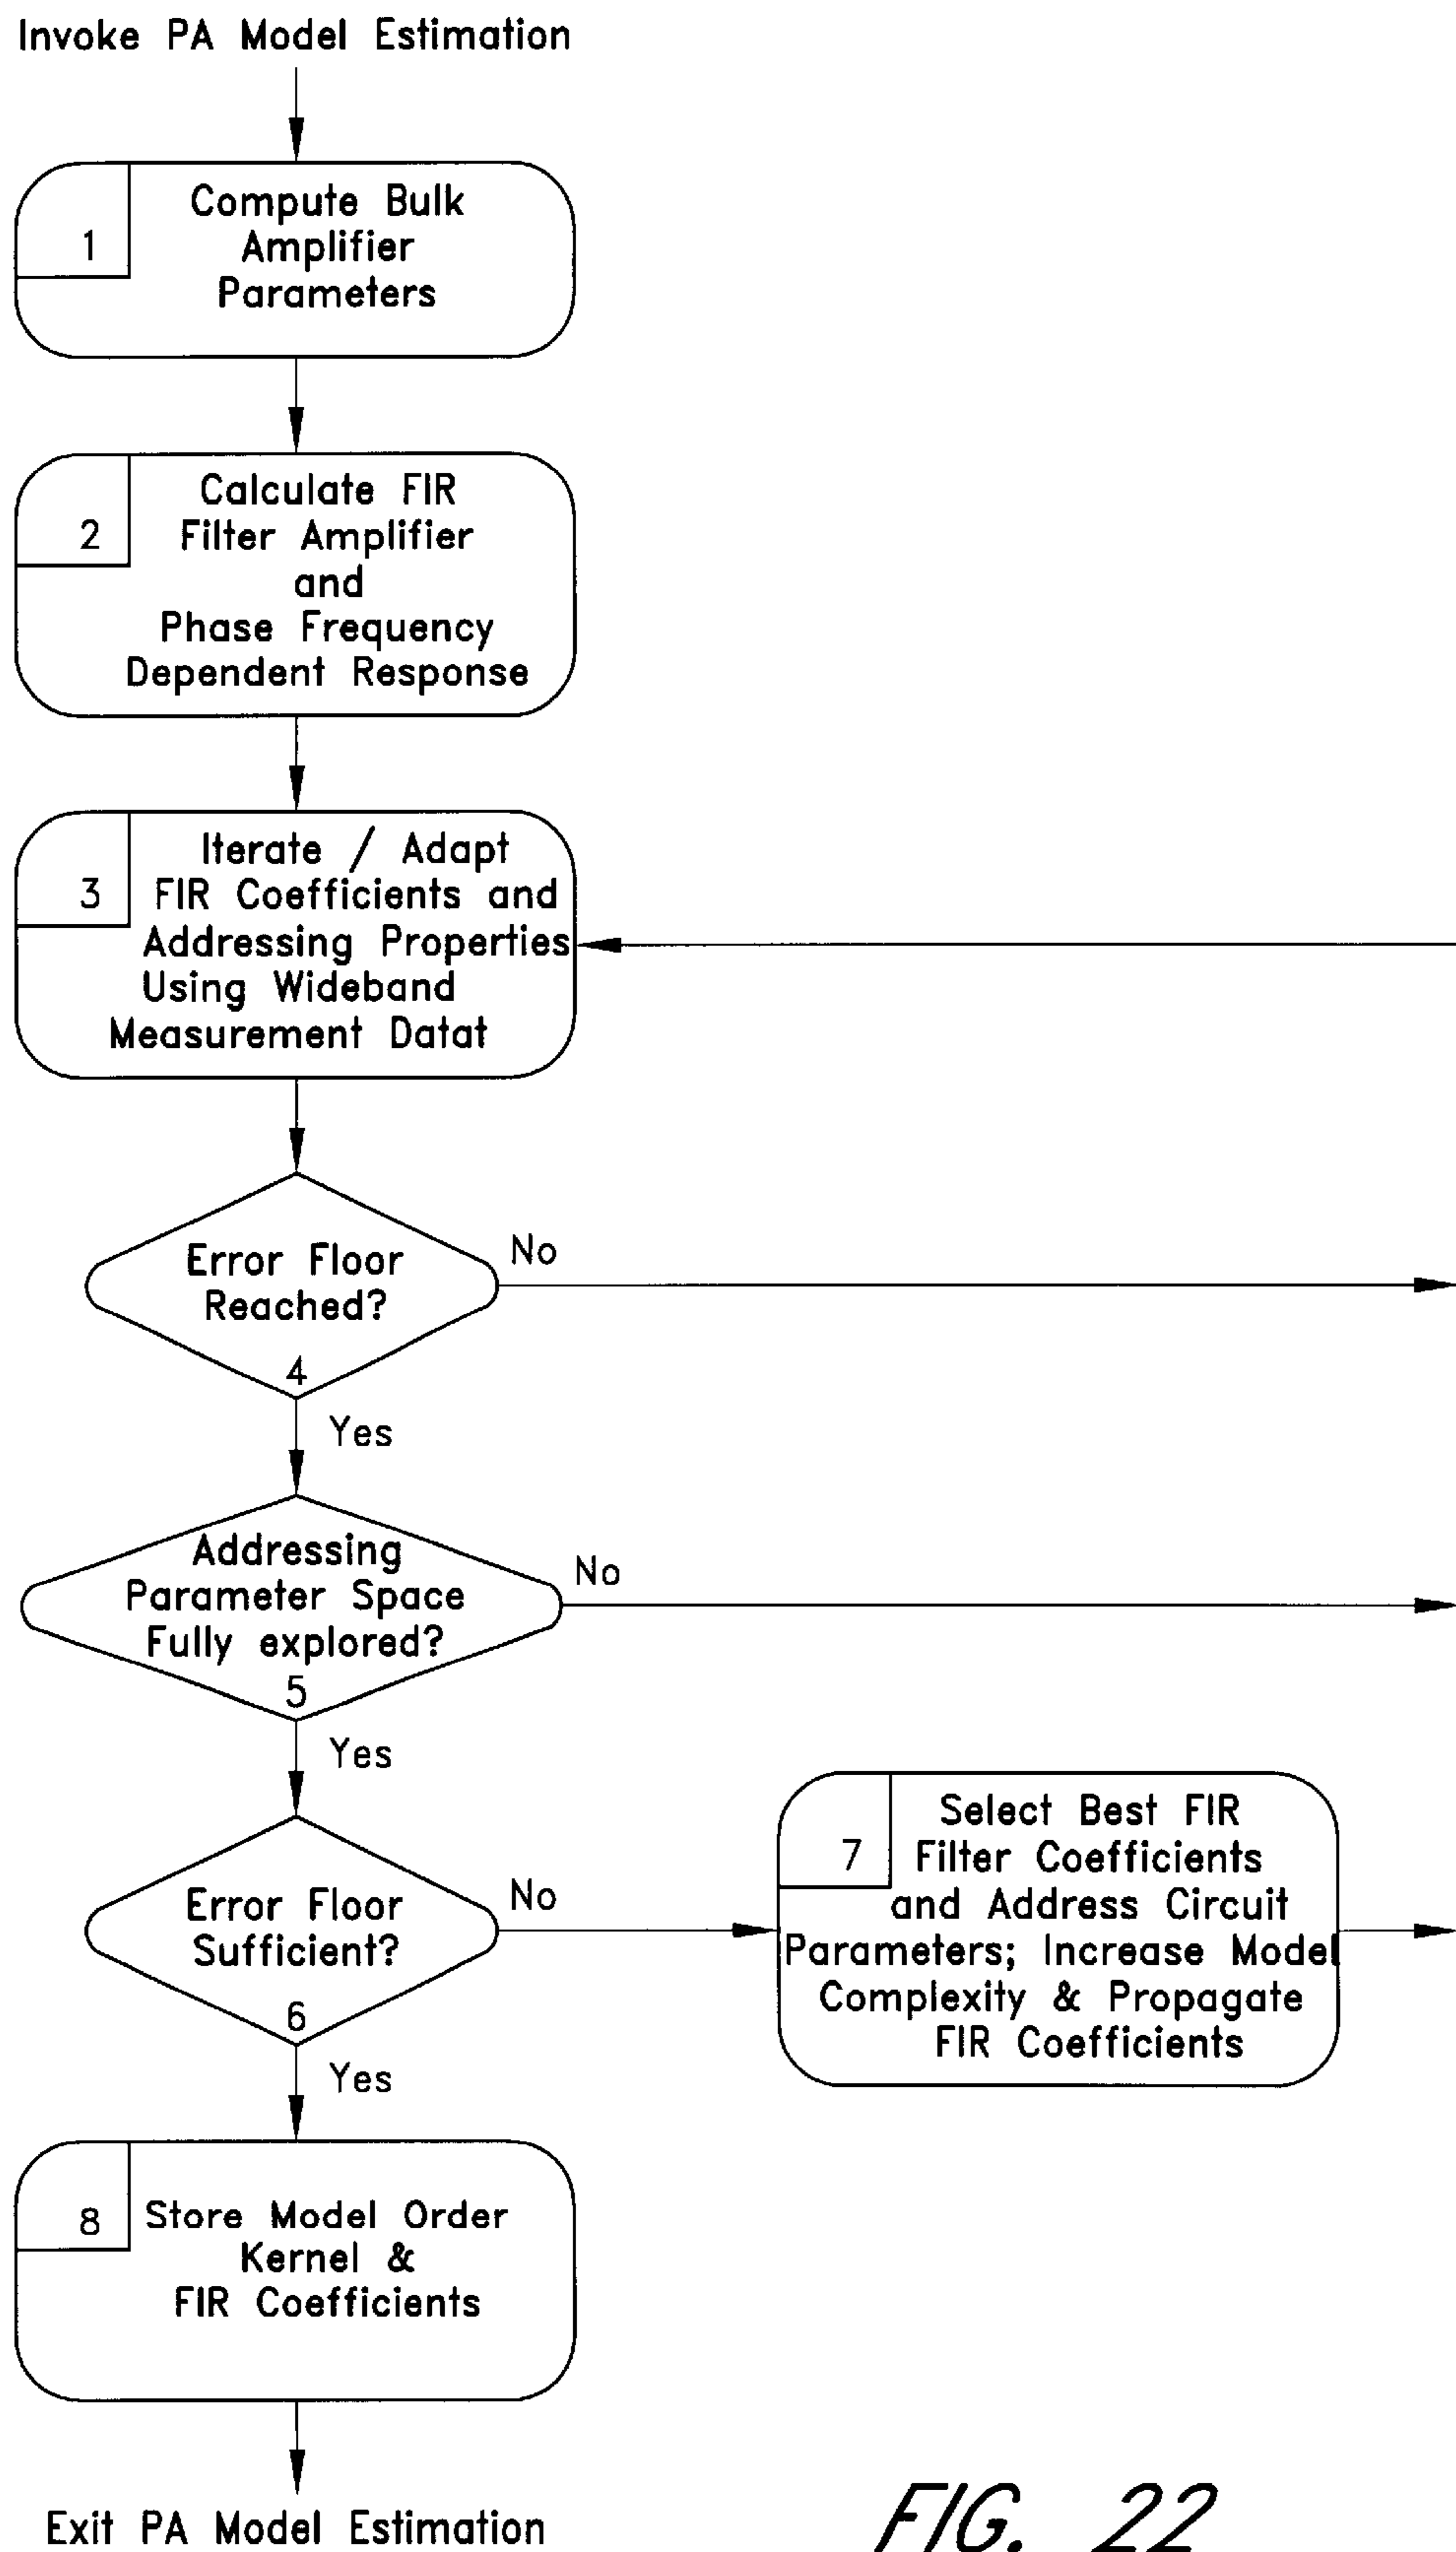 Invoke PA Model Estimation
1
Compute Bulk
Amplifier
Parameters
2
Calculate FIR
Filter Amplifier
and
Phase Frequency
Dependent Response
3
Iterate / Adapt
FIR Coefficients and
Addressing Properties
Using Wideband
Measurement Datat
Error Floor
Reached?
4
No
Yes
Addressing
Parameter Space
Fully explored?
5
No
Yes
Error Floor
Sufficient?
6
No
7
Select Best FIR
Filter Coefficients
and Address Circuit
Parameters; Increase Model
Complexity & Propagate
FIR Coefficients
Yes
8
Store Model Order
Kernel &
FIR Coefficients
Exit PA Model Estimation
FIG. 22